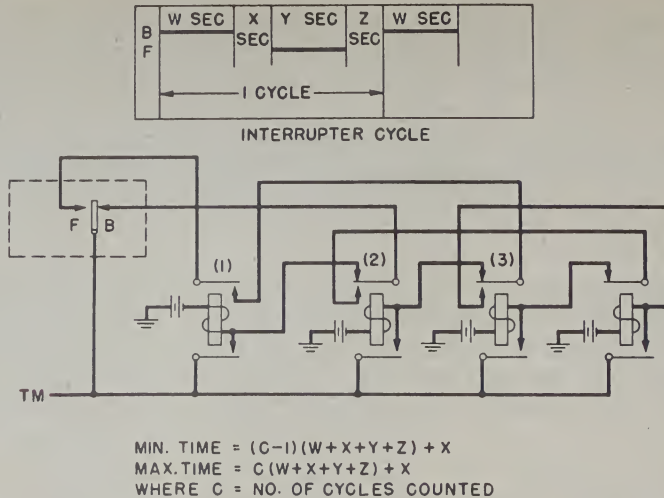 B
F
W SEC
X
SEC
Y SEC
Z
SEC
W SEC
1 CYCLE
INTERRUPTER CYCLE
F B
(1)
(2)
(3)
TM
MIN. TIME = (C-1)(W+X+Y+Z)+X
MAX. TIME = C(W+X+Y+Z)+X
WHERE C = NO. OF CYCLES COUNTED